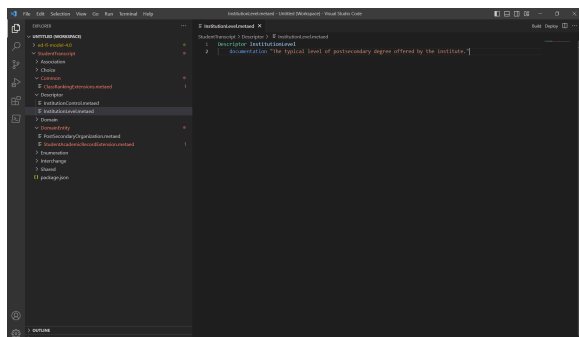 File Edit Selection View Go Run Terminal Help
InstitutionLevel.metaed - Untitled (Workspace) - Visual Studio Code
EXPLORER
UNTITLED (WORKSPACE)
ed-fi-model-4.0
StudentTranscript
Association
Choice
Common
ClassRankingExtension.metaed 1
Descriptor
InstitutionControl.metaed
InstitutionLevel.metaed
Domain
DomainEntity
PostSecondaryOrganization.metaed
StudentAcademicRecordExtension.metaed 1
Enumeration
Interchange
Shared
package.json
OUTLINE
InstitutionLevel.metaed
Build Deploy
StudentTranscript > Descriptor > InstitutionLevel.metaed
1 Descriptor InstitutionLevel
2 documentation "The typical level of postsecondary degree offered by the institute."